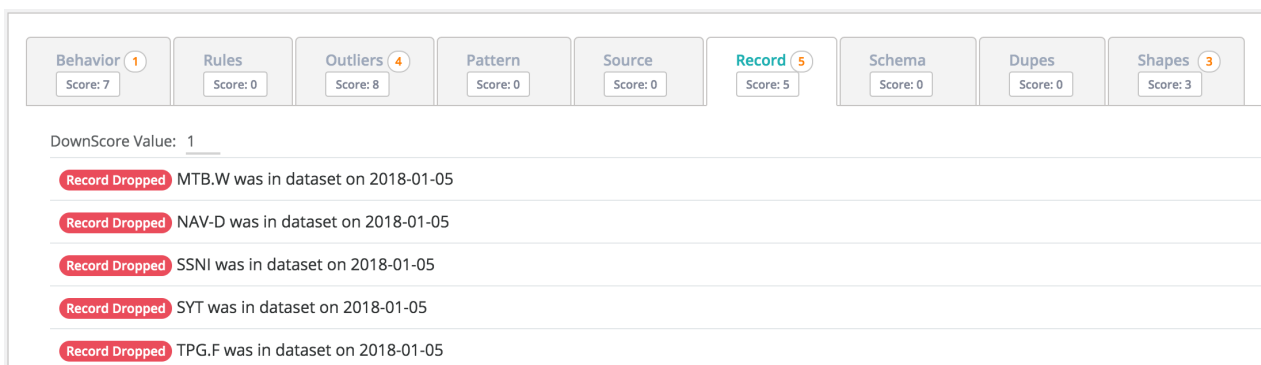 Behavior 1 Rules Outliers 4 Pattern Source Record 5 Schema Dupes Shapes 3
Score: 7 Score: 0 Score: 8 Score: 0 Score: 0 Score: 5 Score: 0 Score: 0 Score: 3
DownScore Value: 1
Record Dropped MTB.W was in dataset on 2018-01-05
Record Dropped NAV-D was in dataset on 2018-01-05
Record Dropped SSNI was in dataset on 2018-01-05
Record Dropped SYT was in dataset on 2018-01-05
Record Dropped TPG.F was in dataset on 2018-01-05